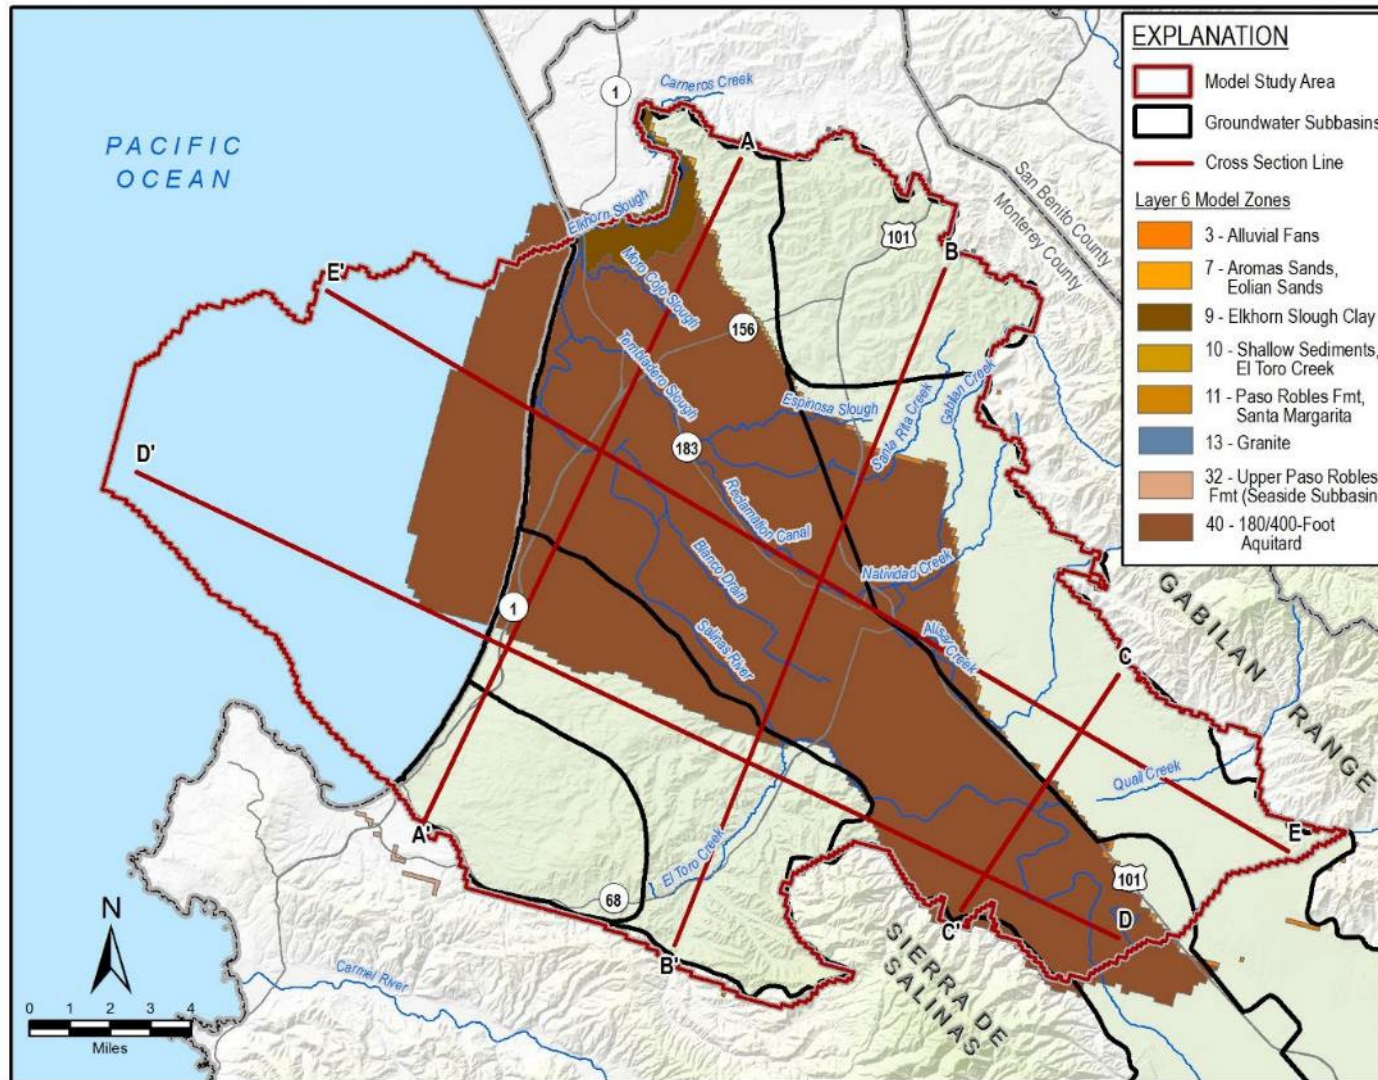 EXPLANATION
Model Study Area
Groundwater Subbasins
Cross Section Line
Layer 6 Model Zones
3 - Alluvial Fans
7 - Aromas Sands,
Eolian Sands
9 - Elkhorn Slough Clay
10 - Shallow Sediments,
El Toro Creek
11 - Paso Robles Fmt,
Santa Margarita
13 - Granite
32 - Upper Paso Robles
Fmt (Seaside Subbasin
40 - 180/400-Foot
Aquitard
PACIFIC
OCEAN
1
Carneros Creek
A
San Benito County
Monterey County
101
B
Elkhorn Slough
E'
Moro Cojo Slough
156
Tembladero Slough
Espinosa Slough
Santa Rita Creek
Gabilan Creek
D'
183
Reclamation Canal
Natividad Creek
Blanco Drain
1
Salinas River
Alisal Creek
C
GABILAN
RANGE
Quail Creek
E
A'
El Toro Creek
68
101
D
C'
B'
SIERRA DE
SALINAS
Carmel River
N
0 1 2 3 4
Miles